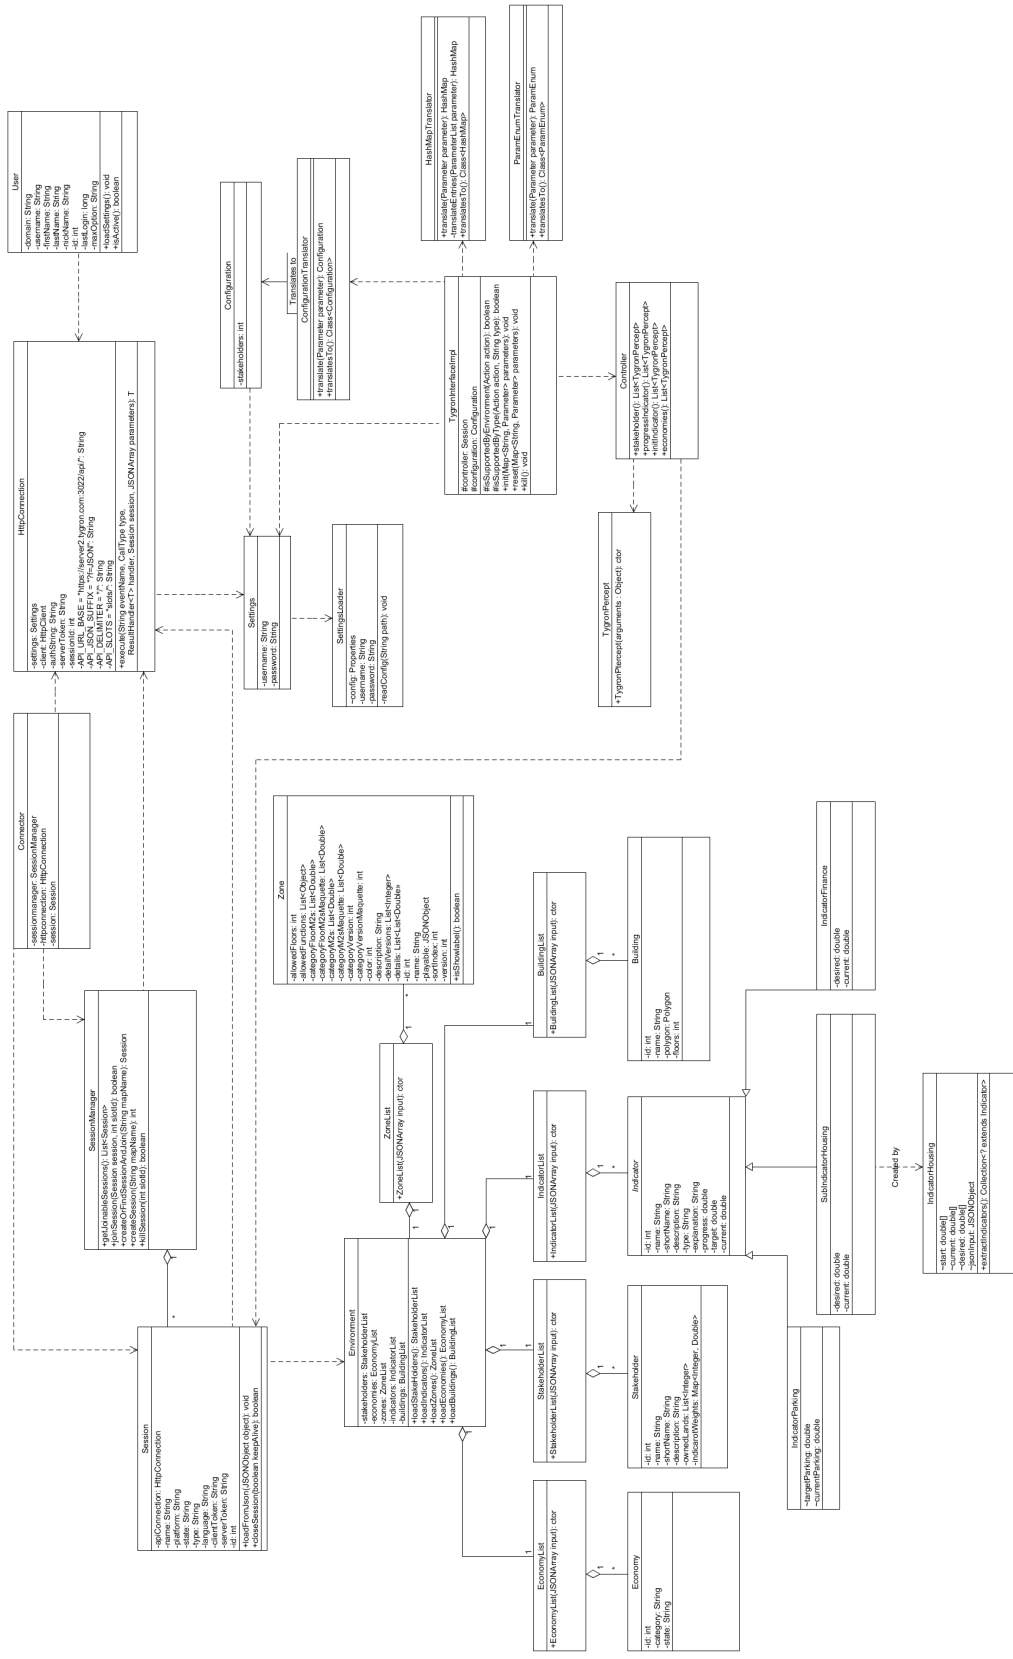 User
-domain: String
-username: String
-firstName: String
-lastName: String
-nickName: String
-id: int
-lastLogin: long
-maxOption: String
+loadSettings(): void
+isActive(): boolean
HttpConnection
-settings: Settings
-client: HttpClient
-authString: String
-serverToken: String
-sessionId: int
-API_URL_BASE = "https://server2.tygron.com:3022/api/": String
-API_JSON_SUFFIX = "?f=JSON": String
-API_DELIMITER = "/": String
-API_SLOTS = "slots/": String
+execute(String eventName, CallType type,
ResultHandler<T> handler, Session session, JSONArray parameters): T
Connector
-sessionmanager: SessionManager
-httpconnection: HttpConnection
-session: Session
SessionManager
+getJoinableSessions(): List<Session>
+joinSession(Session session, int slotId): boolean
+createOrFindSessionAndJoin(String mapName): Session
+createSession(String mapName): int
+killSession(int slotId): boolean
1
*
Session
-apiConnection: HttpConnection
-name: String
-platform: String
-state: String
-type: String
-language: String
-clientToken: String
-serverToken: String
-id: int
+loadFromJson(JSONObject object): void
+closeSession(boolean keepAlive): boolean
Configuration
-stakeholders: int
Translates to
ConfigurationTranslator
+translate(Parameter parameter): Configuration
+translatesTo(): Class<Configuration>
HashMapTranslator
+translate(Parameter parameter): HashMap
-translateEntries(ParameterList parameter): HashMap
+translatesTo(): Class<HashMap>
ParamEnumTranslator
+translate(Parameter parameter): ParamEnum
+translatesTo(): Class<ParamEnum>
TygronInterfaceImpl
#controller: Session
#configuration: Configuration
#isSupportedByEnvironment(Action action): boolean
#isSupportedByType(Action action, String type): boolean
+init(Map<String, Parameter> parameters): void
+reset(Map<String, Parameter> parameters): void
+kill(): void
Controller
+stakeholder(): List<TygronPercept>
+progressIndicator(): List<TygronPercept>
+initIndicator(): List<TygronPercept>
+economies(): List<TygronPercept>
Settings
-username: String
-password: String
SettingsLoader
~config: Properties
-username: String
-password: String
-readConfig(String path): void
TygronPercept
+TygronPtercept(arguments : Object): ctor
Zone
-allowedFloors: int
-allowedFunctions: List<Object>
-categoryFloorM2s: List<Double>
-categoryFloorM2sMaquette: List<Double>
-categoryM2s: List<Double>
-categoryM2sMaquette: List<Double>
-categoryVersion: int
-categoryVersionMaquette: int
-color: int
-description: String
-detailVersions: List<Integer>
-details: List<List<Double>
-id: int
-name: String
-playable: JSONObject
-sortIndex: int
-version: int
+isShowlabel(): boolean
*
1
ZoneList
+ZoneList(JSONArray input): ctor
1
1
Environment
-stakeholders: StakeholderList
-economies: EconomyList
-zones: ZoneList
-indicators: IndicatorList
-buildings: BuildingList
+loadStakeHolders(): StakeholderList
+loadIndicators(): IndicatorList
+loadZones(): ZoneList
+loadEconomies(): EconomyList
+loadBuildings(): BuildingList
1
1
1
1
BuildingList
+BuildingList(JSONArray input): ctor
1
1
*
Building
-id: int
-name: String
-polygon: Polygon
-floors: int
IndicatorList
+IndicatorList(JSONArray input): ctor
1
1
*
Indicator
-id: int
-name: String
-shortName: String
-description: String
-type: String
-explanation: String
-progress: double
-target: double
-current: double
StakeholderList
+StakeholderList(JSONArray input): ctor
1
1
*
Stakeholder
-id: int
-name: String
-shortName: String
-description: String
-ownedLands: List<Integer>
-indicarotWeights: Map<Integer, Double>
EconomyList
+EconomyList(JSONArray input): ctor
1
1
*
Economy
-id: int
-category: String
-state: String
IndicatorFinance
-desired: double
-current: double
SubIndicatorHousing
~desired: double
-current: double
Created by
IndicatorHousing
~start: double[]
~current: double[]
~desired: double[]
~jsonInput: JSONObject
+extractIndicators(): Collection<? extends Indicator>
IndicatorParking
~targetParking: double
~currentParking: double